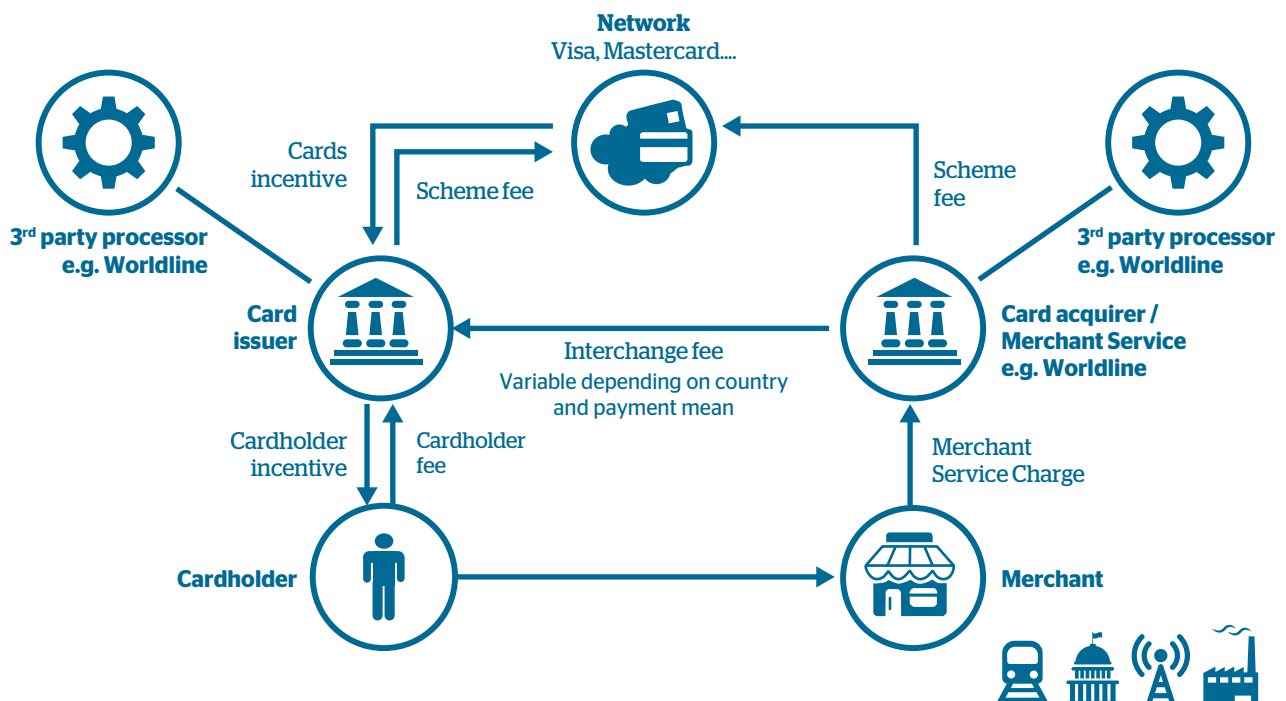 Network
Visa, Mastercard....
Cards
incentive
Scheme fee
Scheme
fee
3rd party processor
e.g. Worldline
3rd party processor
e.g. Worldline
Card
issuer
Interchange fee
Variable depending on country
and payment mean
Card acquirer /
Merchant Service
e.g. Worldline
Cardholder
incentive
Cardholder
fee
Merchant
Service Charge
Cardholder
Merchant